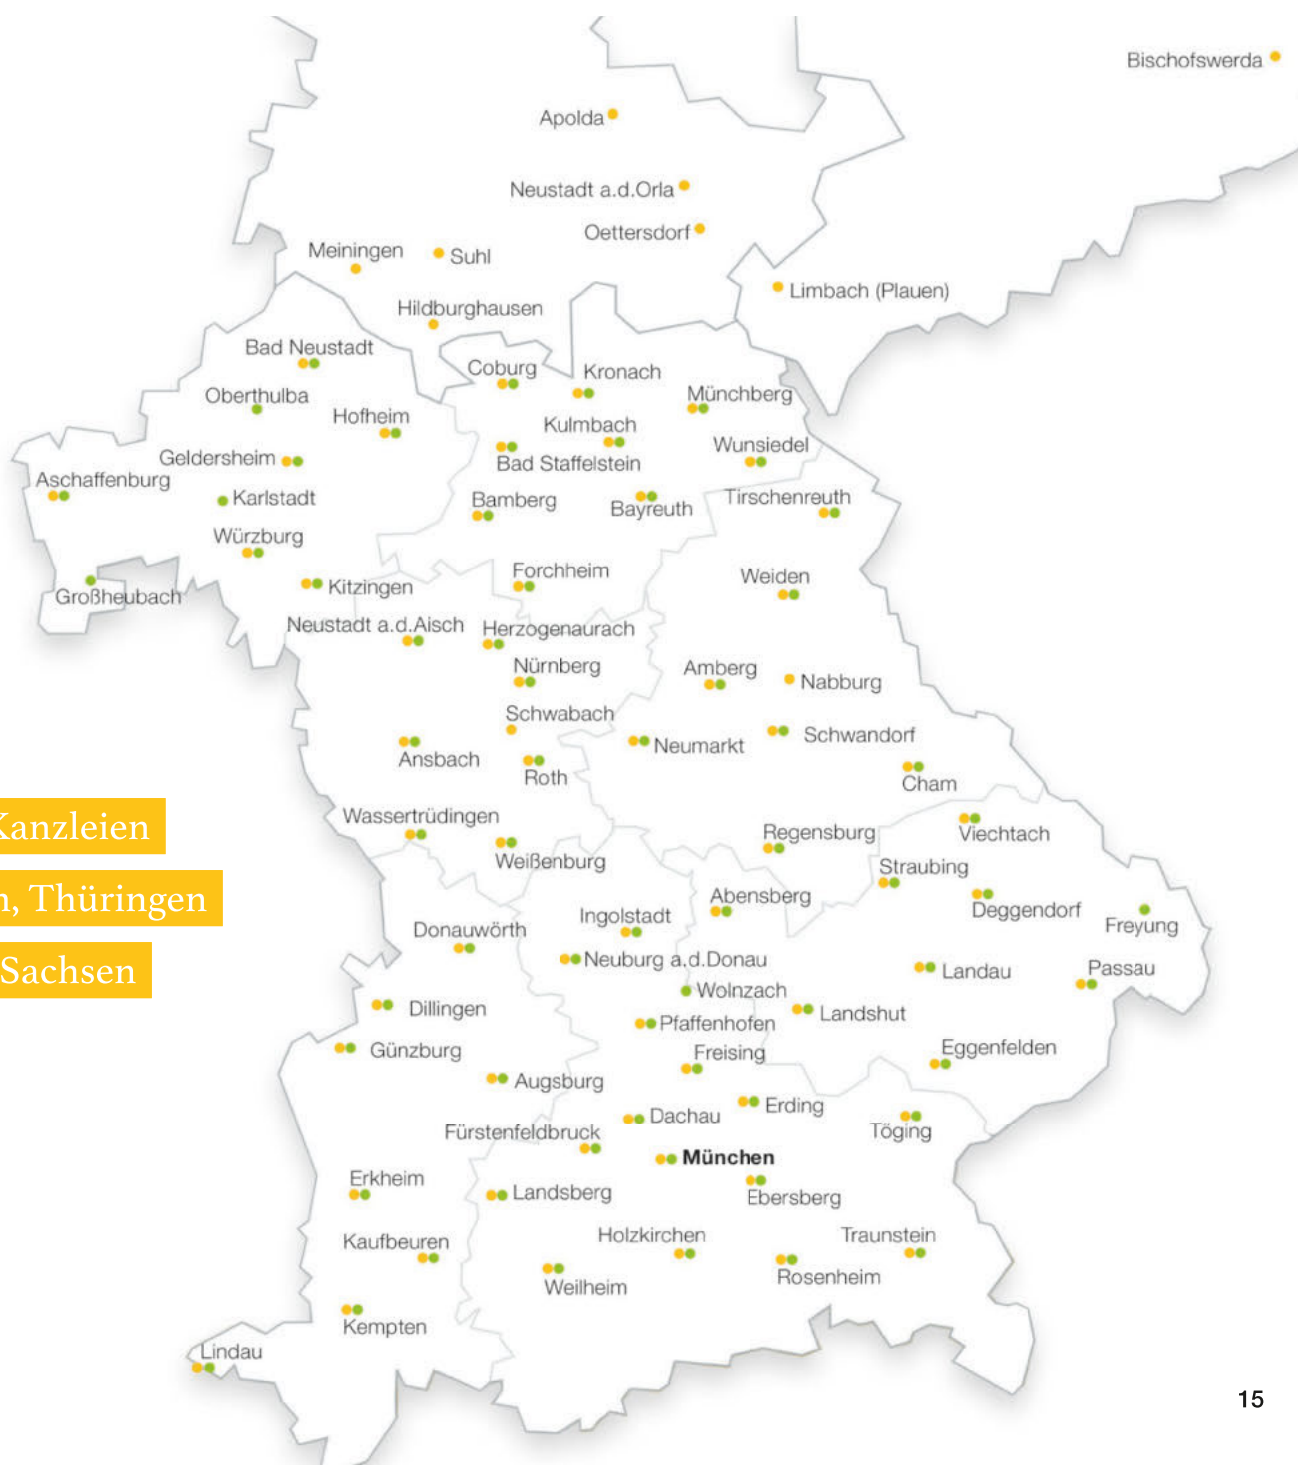 Bischofswerda
Apolda
Neustadt a.d.Orla
Oettersdorf
Meiningen
Suhl
Limbach (Plauen)
Hildburghausen
Bad Neustadt
Coburg
Kronach
Oberthulba
Münchberg
Hofheim
Kulmbach
Wunsiedel
Geldersheim
Bad Staffelstein
Aschaffenburg
Karlstadt
Bamberg
Bayreuth
Tirschenreuth
Würzburg
Forchheim
Weiden
Kitzingen
Großheubach
Neustadt a.d.Aisch
Herzogenaurach
Nürnberg
Amberg
Nabburg
Schwabach
Schwandorf
Neumarkt
Ansbach
Roth
Cham
Wassertrüdingen
Kanzleien
Regensburg
Viechtach
Weißenburg
Straubing
n, Thüringen
Abensberg
Deggendorf
Ingolstadt
Freyung
Donauwörth
Neuburg a.d.Donau
Sachsen
Landau
Passau
Wolnzach
Dillingen
Landshut
Pfaffenhofen
Günzburg
Freising
Eggenfelden
Augsburg
Erding
Dachau
Fürstenfeldbruck
Töging
München
Erkheim
Landsberg
Ebersberg
Kaufbeuren
Holzkirchen
Traunstein
Rosenheim
Weilheim
Kempten
Lindau
15